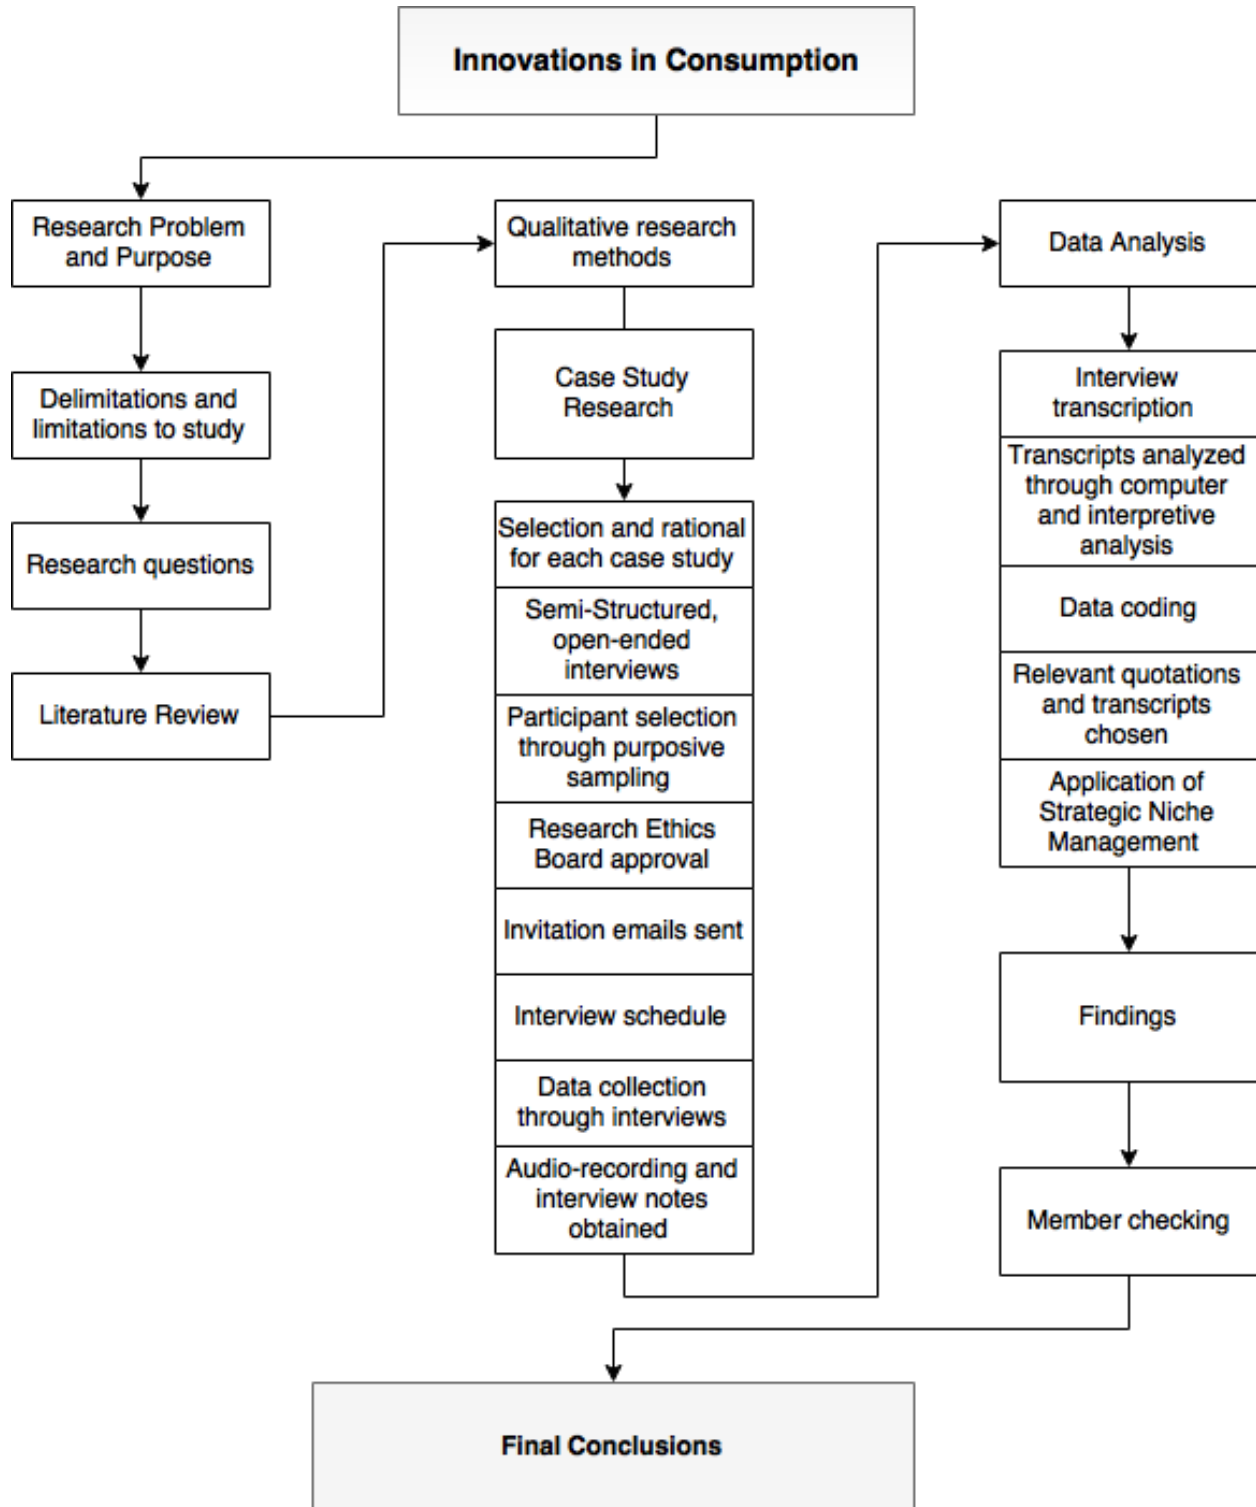 Innovations in Consumption
Research Problem
and Purpose
Delimitations and
limitations to study
Research questions
Literature Review
Qualitative research
methods
Case Study
Research
Selection and rational
for each case study
Semi-Structured,
open-ended
interviews
Participant selection
through purposive
sampling
Research Ethics
Board approval
Invitation emails sent
Interview schedule
Data collection
through interviews
Audio-recording and
interview notes
obtained
Data Analysis
Interview
transcription
Transcripts analyzed
through computer
and interpretive
analysis
Data coding
Relevant quotations
and transcripts
chosen
Application of
Strategic Niche
Management
Findings
Member checking
Final Conclusions